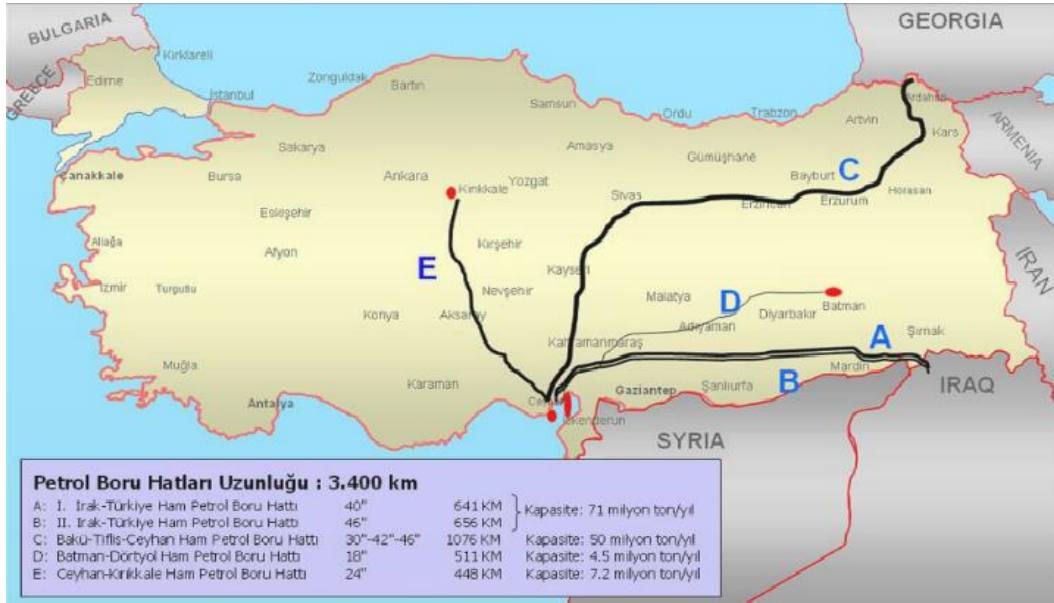 BULGARIA
GEORGIA
Kırklareli
Edirne
GREECE
İstanbul
Zonguldak
Bartın
Samsun
Ordu
Trabzon
Artvin
Ardahan
Kars
ARMENIA
Sakarya
Amasya
Gümüşhane
Bayburt
C
Çanakkale
Bursa
Ankara
Kırıkkale
Yozgat
Sivas
Erzincan
Erzurum
Horasan
Eskişehir
Aliağa
Afyon
Kırşehir
E
Kayseri
IRAN
İzmir
Turgutlu
Nevşehir
Malatya
D
Batman
Konya
Aksaray
Adıyaman
Diyarbakır
Şırnak
A
Kahramanmaraş
Muğla
Karaman
Gaziantep
Şanlıurfa
B
Mardin
IRAQ
Antalya
İskenderun
SYRIA
Petrol Boru Hatları Uzunluğu : 3.400 km
A: I. Irak-Türkiye Ham Petrol Boru Hattı 40" 641 KM
Kapasite: 71 milyon ton/yıl
B: II. Irak-Türkiye Ham Petrol Boru Hattı 46" 656 KM
C: Bakü-Tiflis-Ceyhan Ham Petrol Boru Hattı 30"-42"-46" 1076 KM Kapasite: 50 milyon ton/yıl
D: Batman-Dörtyol Ham Petrol Boru Hattı 18" 511 KM Kapasite: 4.5 milyon ton/yıl
E: Ceyhan-Kırıkkale Ham Petrol Boru Hattı 24" 448 KM Kapasite: 7.2 milyon ton/yıl